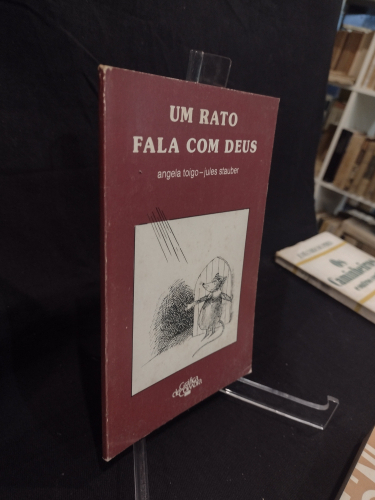 UM RATO
FALA COM DEUS
angela toigo – jules stauber